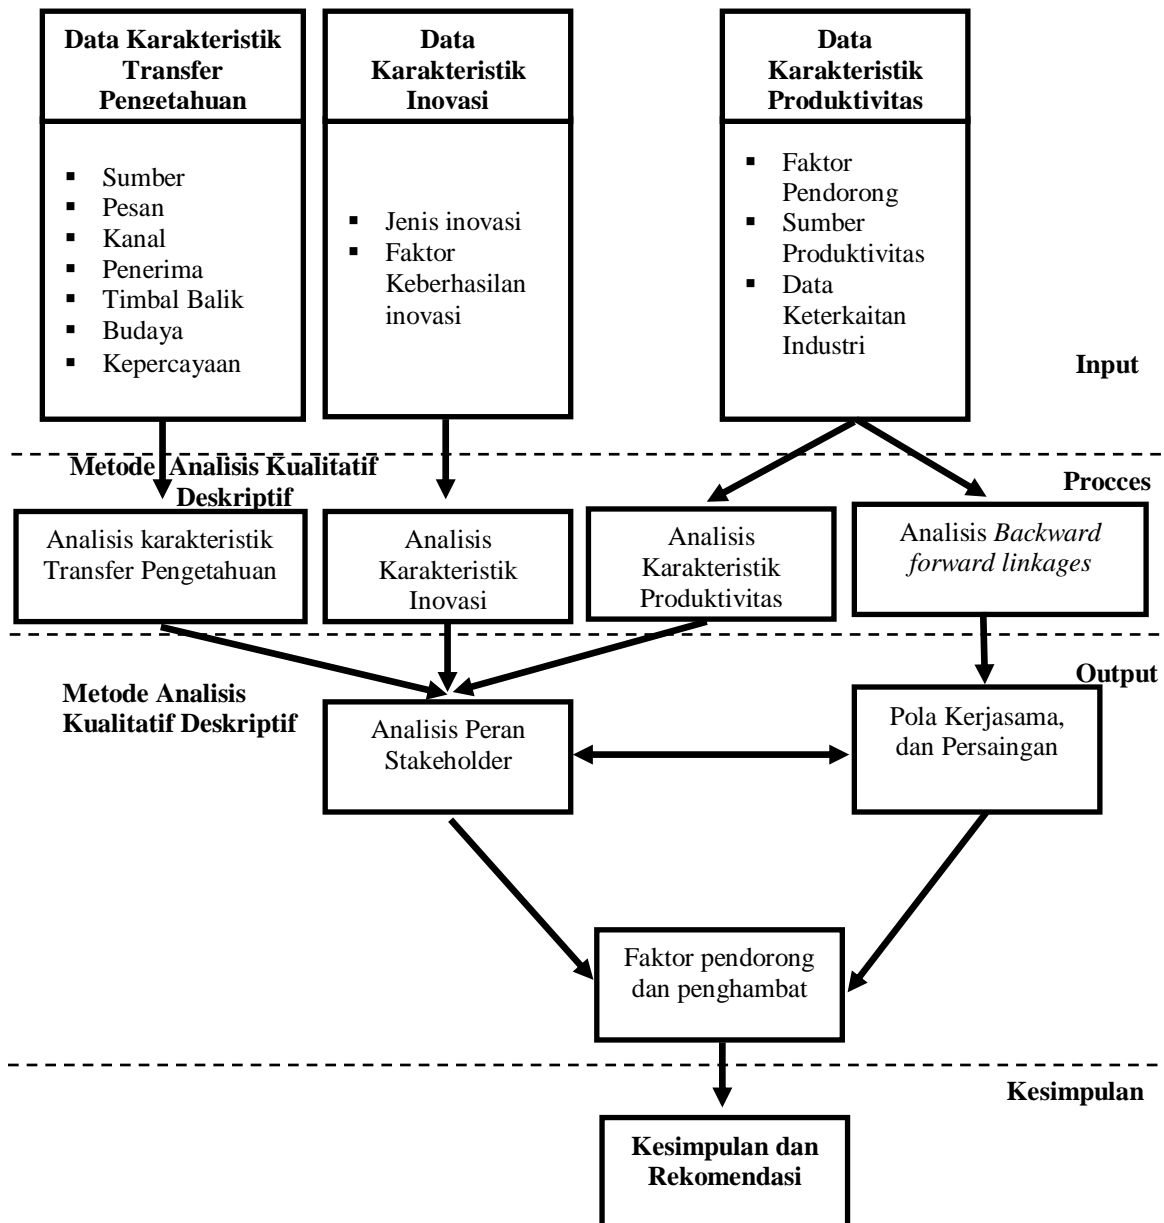 Data Karakteristik
Transfer
Pengetahuan
▪ Sumber
▪ Pesan
▪ Kanal
▪ Penerima
▪ Timbal Balik
▪ Budaya
▪ Kepercayaan
Data
Karakteristik
Inovasi
▪ Jenis inovasi
▪ Faktor
Keberhasilan
inovasi
Data
Karakteristik
Produktivitas
▪ Faktor
Pendorong
▪ Sumber
Produktivitas
▪ Data
Keterkaitan
Industri
Input
Metode Analisis Kualitatif
Deskriptif
Procces
Analisis karakteristik
Transfer Pengetahuan
Analisis
Karakteristik
Inovasi
Analisis
Karakteristik
Produktivitas
Analisis Backward
forward linkages
Output
Metode Analisis
Kualitatif Deskriptif
Analisis Peran
Stakeholder
Pola Kerjasama,
dan Persaingan
Faktor pendorong
dan penghambat
Kesimpulan
Kesimpulan dan
Rekomendasi